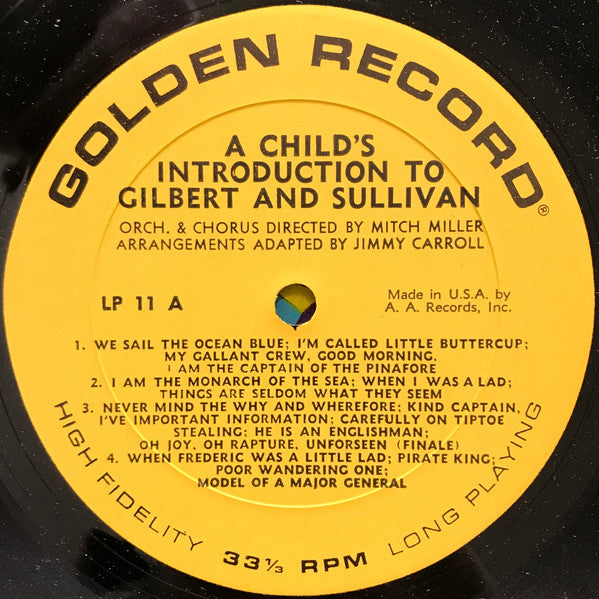 GOLDEN RECORD®
A CHILD'S
INTRODUCTION TO
GILBERT AND SULLIVAN
ORCH. & CHORUS DIRECTED BY MITCH MILLER
ARRANGEMENTS ADAPTED BY JIMMY CARROLL
LP 11 A
Made in U.S.A. by
A. A. Records, Inc.
1. WE SAIL THE OCEAN BLUE; I'M CALLED LITTLE BUTTERCUP;
MY GALLANT CREW, GOOD MORNING,
I AM THE CAPTAIN OF THE PINAFORE
2. I AM THE MONARCH OF THE SEA; WHEN I WAS A LAD;
THINGS ARE SELDOM WHAT THEY SEEM
3. NEVER MIND THE WHY AND WHEREFORE; KIND CAPTAIN,
I'VE IMPORTANT INFORMATION; CAREFULLY ON TIPTOE
STEALING; HE IS AN ENGLISHMAN;
OH JOY, OH RAPTURE, UNFORSEEN (FINALE)
4. WHEN FREDERIC WAS A LITTLE LAD; PIRATE KING;
POOR WANDERING ONE;
MODEL OF A MAJOR GENERAL
HIGH FIDELITY 33⅓ RPM LONG PLAYING